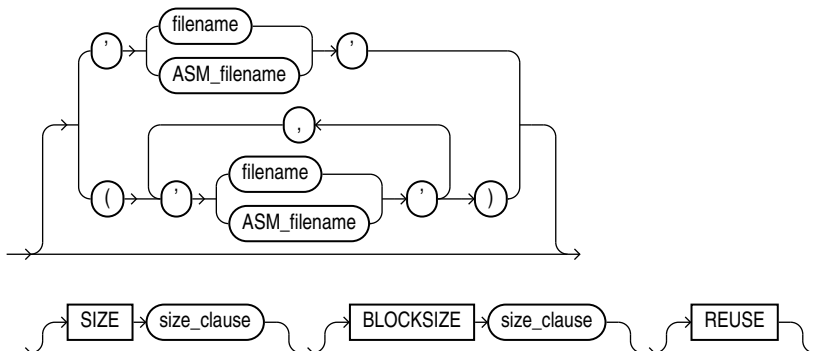 filename
' '
ASM_filename
,
filename
( ' ' )
ASM_filename
SIZE size_clause BLOCKSIZE size_clause REUSE